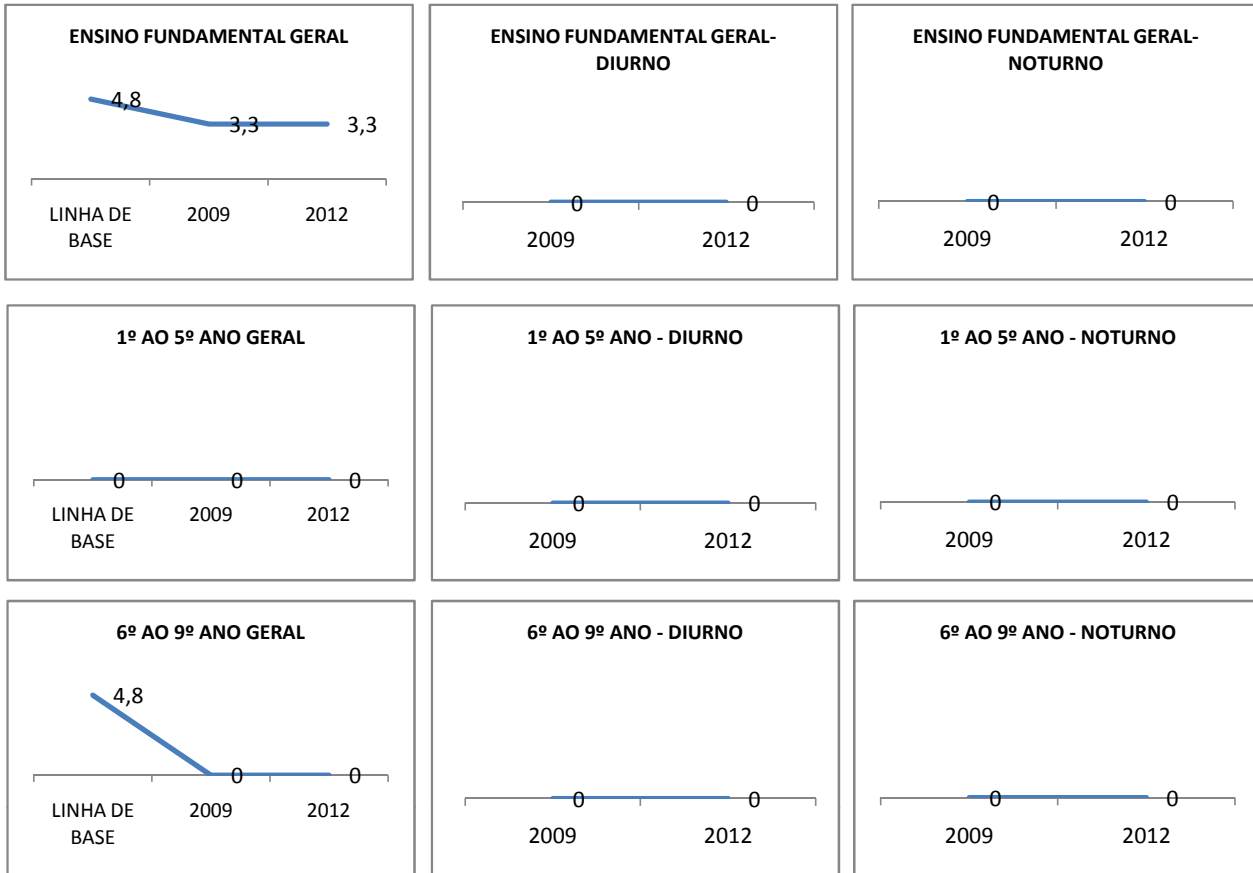 ENSINO FUNDAMENTAL GERAL
4,8
3,3
3,3
LINHA DE
BASE
2009
2012
ENSINO FUNDAMENTAL GERAL-
DIURNO
0
0
2009
2012
ENSINO FUNDAMENTAL GERAL-
NOTURNO
0
0
2009
2012
1º AO 5º ANO GERAL
0
0
0
LINHA DE
BASE
2009
2012
1º AO 5º ANO - DIURNO
0
0
2009
2012
1º AO 5º ANO - NOTURNO
0
0
2009
2012
6º AO 9º ANO GERAL
4,8
0
0
LINHA DE
BASE
2009
2012
6º AO 9º ANO - DIURNO
0
0
2009
2012
6º AO 9º ANO - NOTURNO
0
0
2009
2012